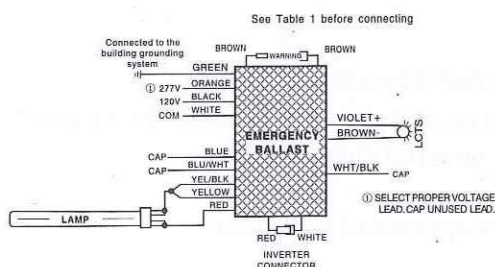 See Table 1 before connecting
Connected to the
building grounding
system
BROWN
WARNING
BROWN
GREEN
ORANGE
① 277V
BLACK
120V
WHITE
COM
EMERGENCY
BALLAST
VIOLET+
BROWN-
LCTS
BLUE
CAP
BLU/WHT
CAP
YEL/BLK
YELLOW
RED
WHT/BLK
CAP
① SELECT PROPER VOLTAGE
LEAD. CAP UNUSED LEAD.
LAMP
RED
WHITE
INVERTER
CONNECTOR